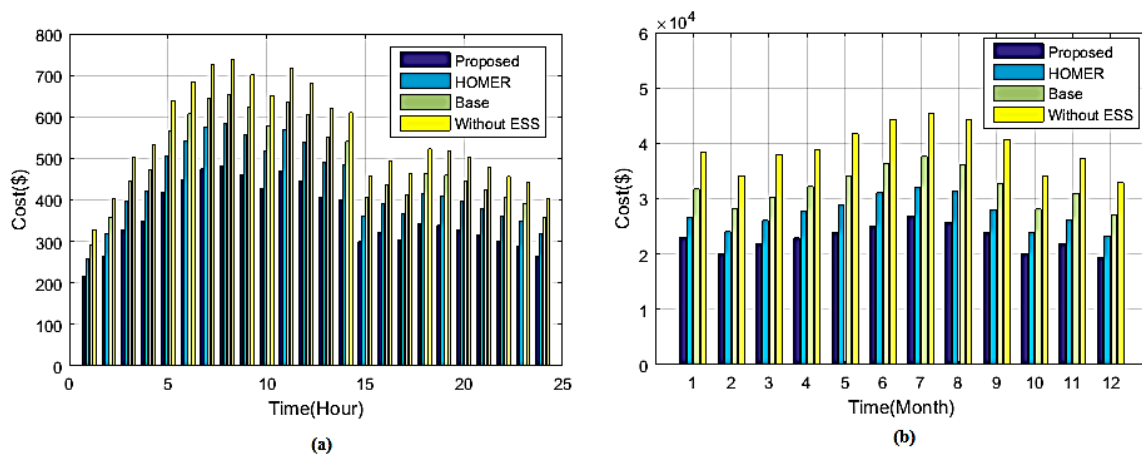 800
700
600
500
400
300
200
100
0
Cost($)
0 5 10 15 20 25
Time(Hour)
Proposed
HOMER
Base
Without ESS
(a)
×10⁴
6
5
4
3
2
1
0
Cost($)
1 2 3 4 5 6 7 8 9 10 11 12
Time(Month)
Proposed
HOMER
Base
Without ESS
(b)